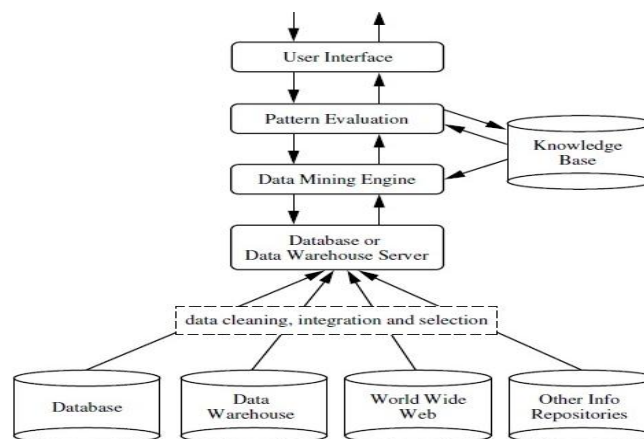 User Interface
Pattern Evaluation
Knowledge
Base
Data Mining Engine
Database or
Data Warehouse Server
data cleaning, integration and selection
Database
Data
Warehouse
World Wide
Web
Other Info
Repositories